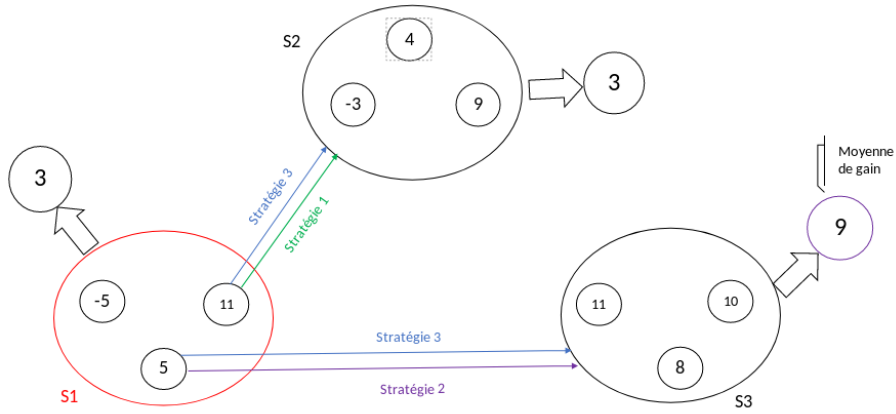 S2
4
-3
9
3
Moyenne
de gain
9
3
Stratégie 3
Stratégie 1
-5
11
5
S1
Stratégie 3
Stratégie 2
11
10
8
S3